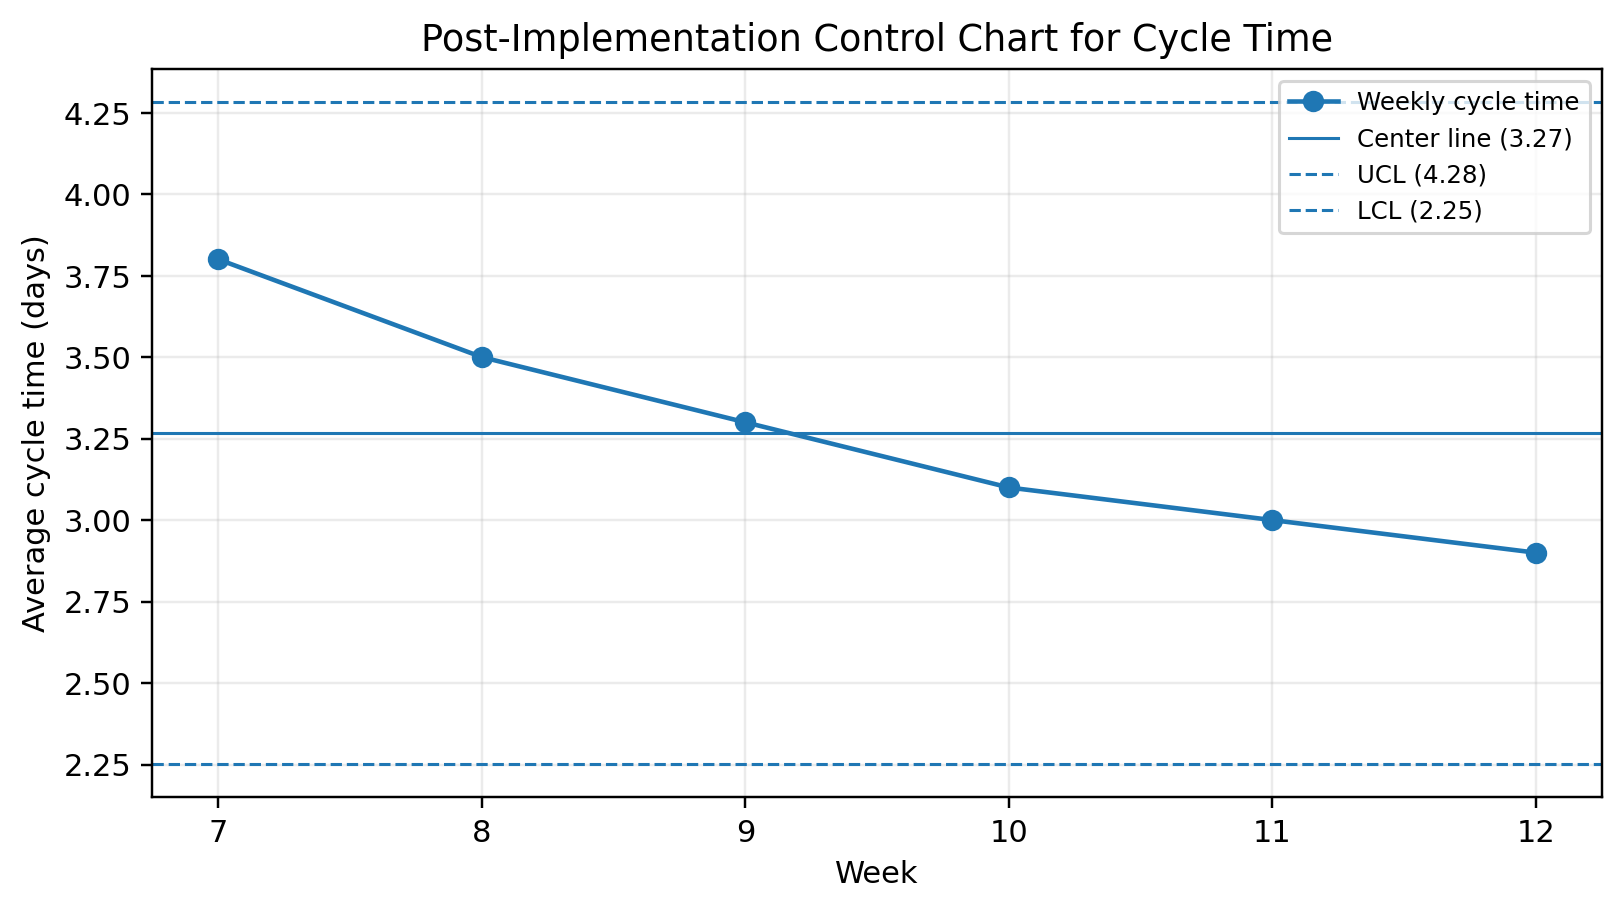 Post-Implementation Control Chart for Cycle Time
Weekly cycle time
Center line (3.27)
UCL (4.28)
LCL (2.25)
Average cycle time (days)
4.25
4.00
3.75
3.50
3.25
3.00
2.75
2.50
2.25
7 8 9 10 11 12
Week